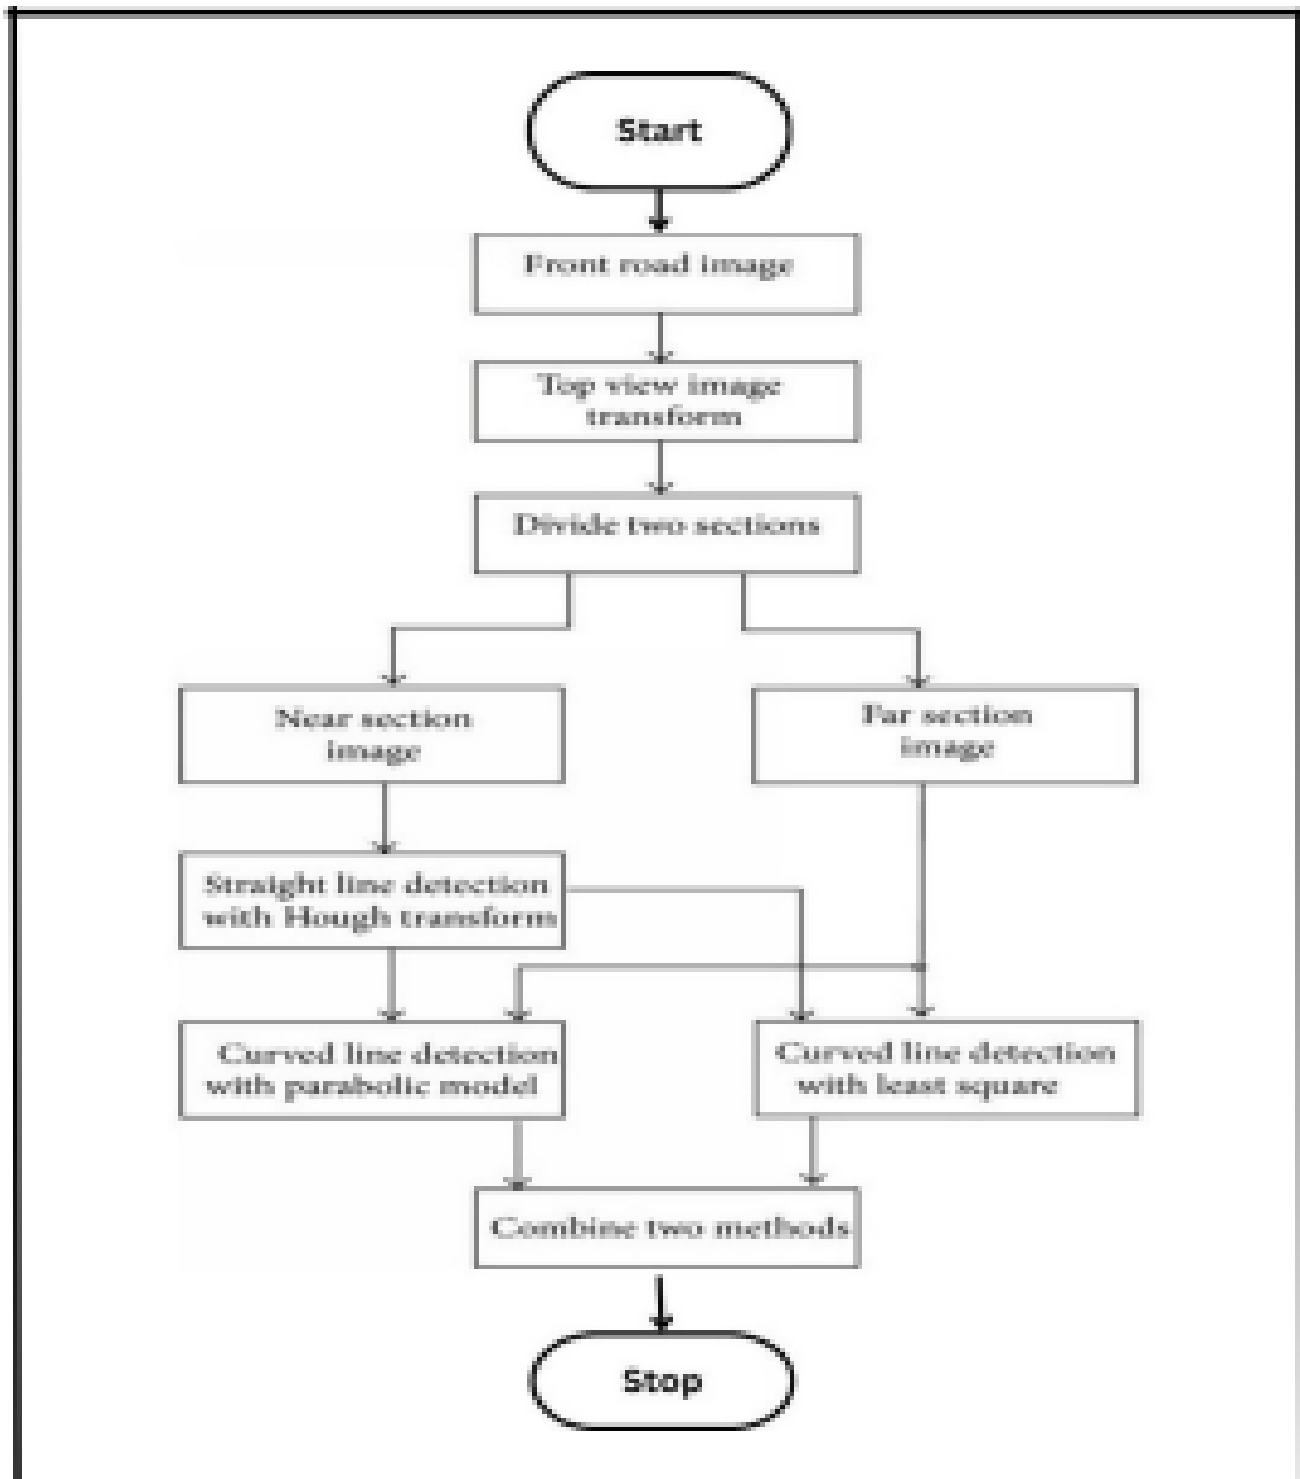 Start
Front road image
Top view image
transform
Divide two sections
Near section
image
Far section
image
Straight line detection
with Hough transform
Curved line detection
with parabolic model
Curved line detection
with least square
Combine two methods
Stop